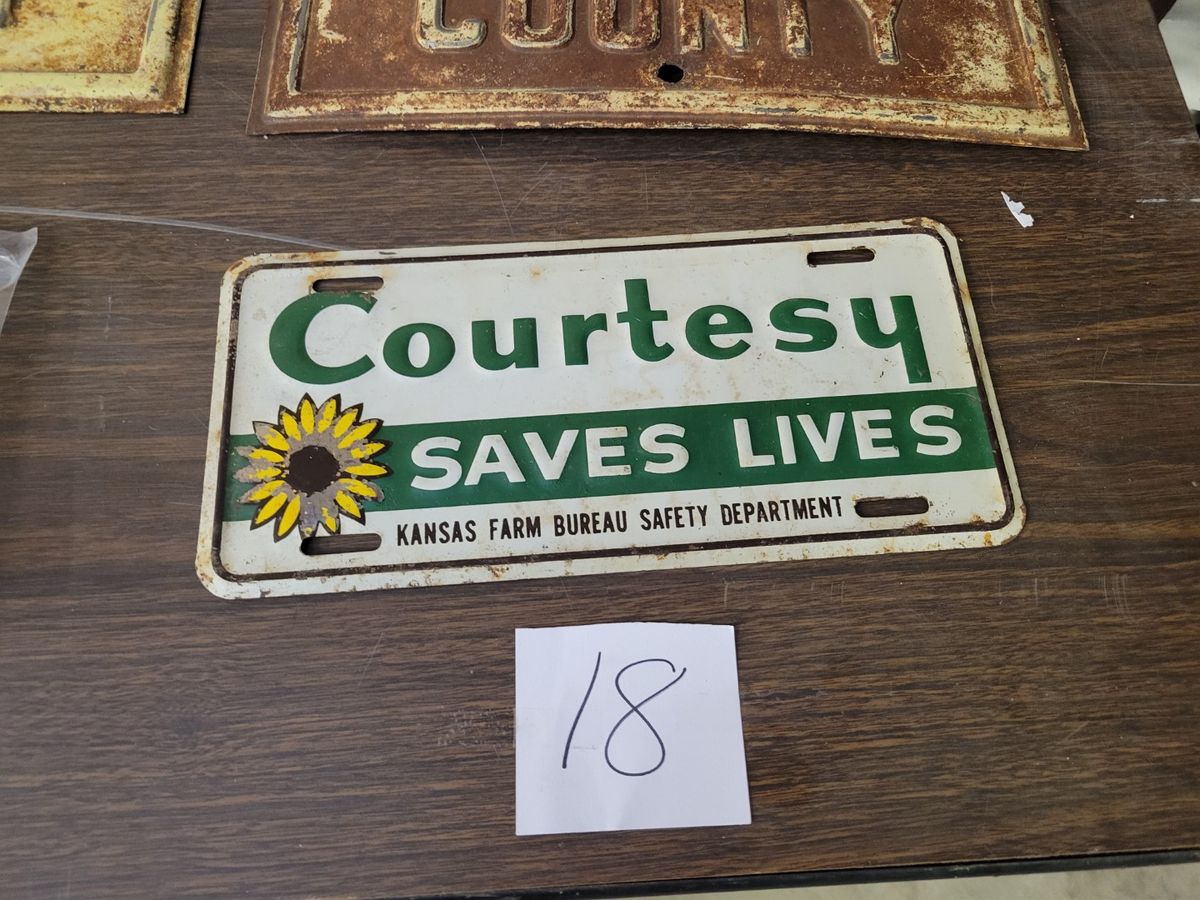 COUNTY
Courtesy
SAVES LIVES
KANSAS FARM BUREAU SAFETY DEPARTMENT
18